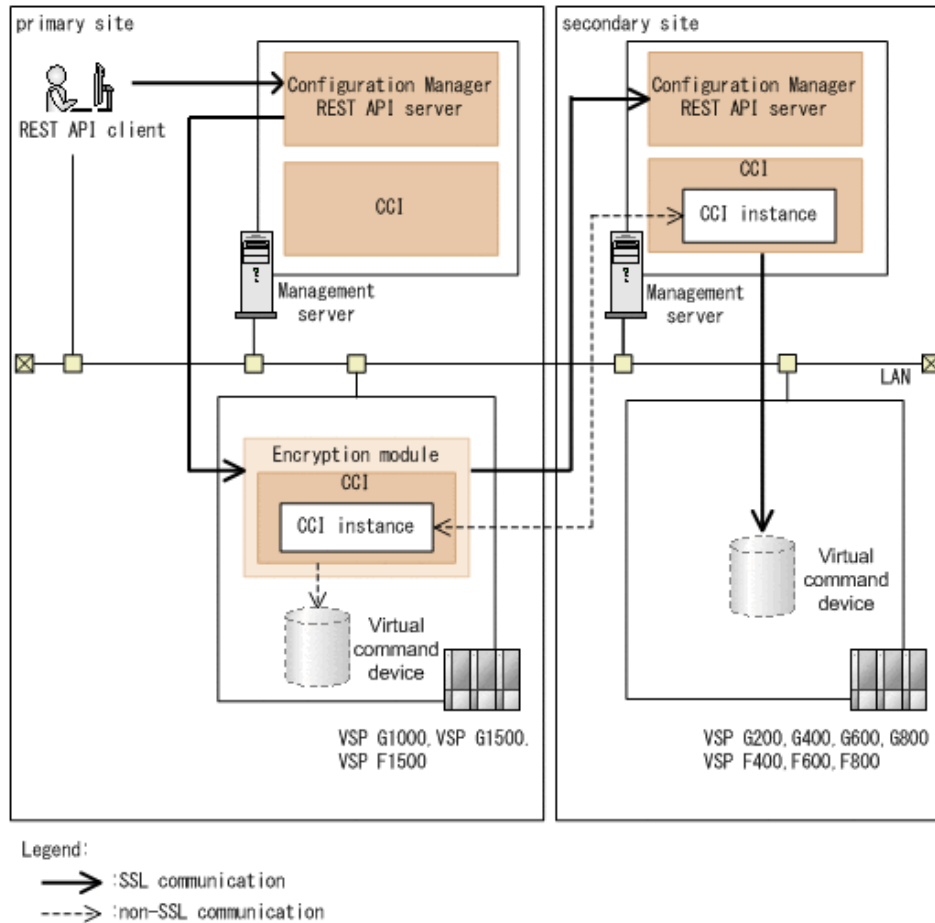 primary site
REST API client
Configuration Manager
REST API server
CCI
Management
server
secondary site
Configuration Manager
REST API server
CCI
CCI instance
Management
server
LAN
Encryption module
CCI
CCI instance
Virtual
command
device
VSP G1000, VSP G1500.
VSP F1500
Virtual
command
device
VSP G200, G400, G600, G800
VSP F400, F600, F800
Legend:
:SSL communication
:non-SSL communication